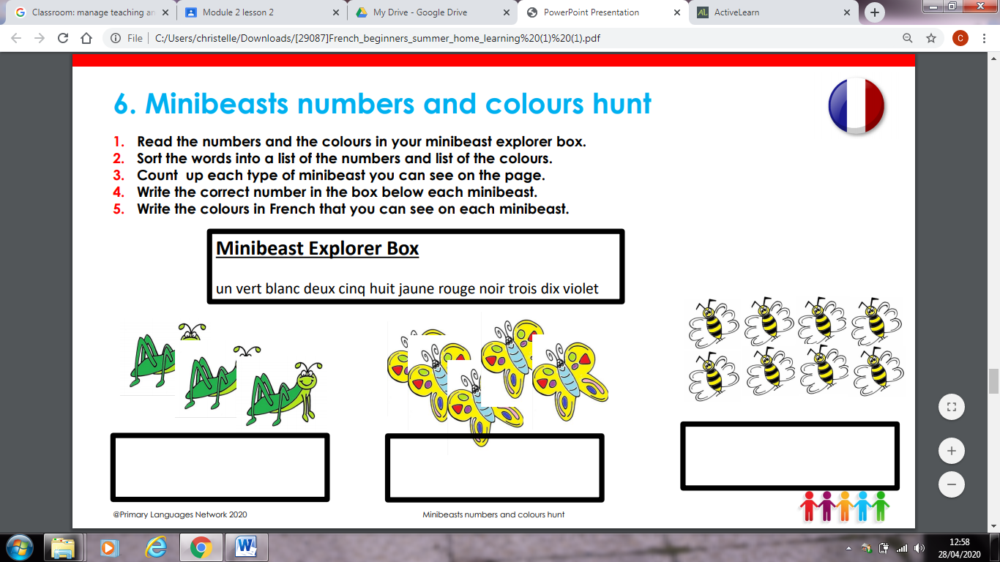 Classroom: manage teaching an
Module 2 lesson 2
My Drive - Google Drive
PowerPoint Presentation
ActiveLearn
File
C:/Users/christelle/Downloads/[29087]French_beginners_summer_home_learning%20(1)%20(1).pdf
C
6. Minibeasts numbers and colours hunt
1. Read the numbers and the colours in your minibeast explorer box.
2. Sort the words into a list of the numbers and list of the colours.
3. Count up each type of minibeast you can see on the page.
4. Write the correct number in the box below each minibeast.
5. Write the colours in French that you can see on each minibeast.
Minibeast Explorer Box
un vert blanc deux cinq huit jaune rouge noir trois dix violet
@Primary Languages Network 2020
Minibeasts numbers and colours hunt
12:58
28/04/2020